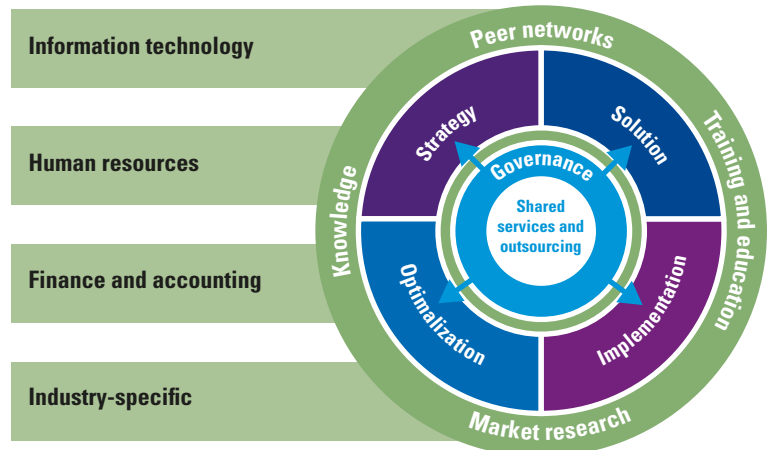 Information technology
Human resources
Finance and accounting
Industry-specific
Peer networks
Training and education
Market research
Knowledge
Strategy
Solution
Implementation
Optimalization
Governance
Shared
services and
outsourcing